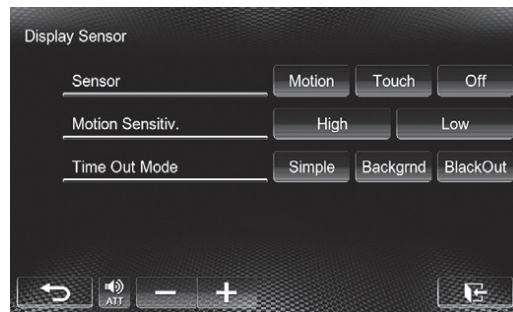 Display Sensor
Sensor Motion Touch Off
Motion Sensitiv. High Low
Time Out Mode Simple Backgrnd BlackOut
ATT